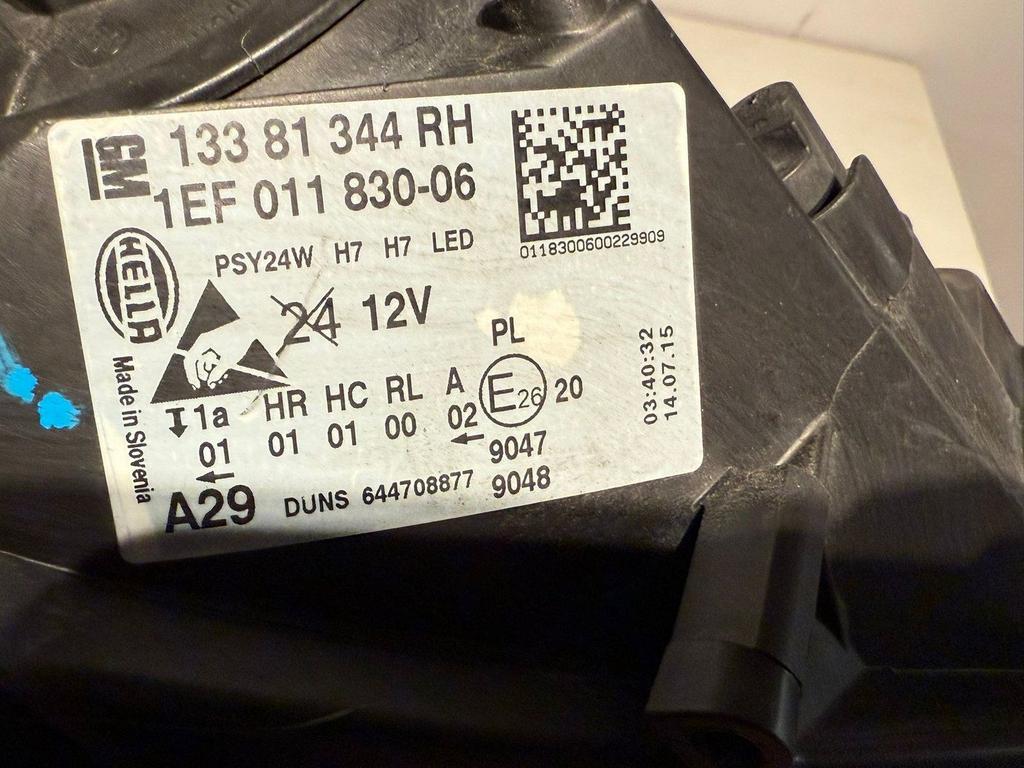 GM
133 81 344 RH
1EF 011 830-06
0118300600229909
HELLA
PSY24W H7 H7 LED
24 12V
PL
Made in Slovenia
1a HR HC RL A E26 20
01 01 01 00 02
9047
9048
03:40:32
14.07.15
A29 DUNS 644708877